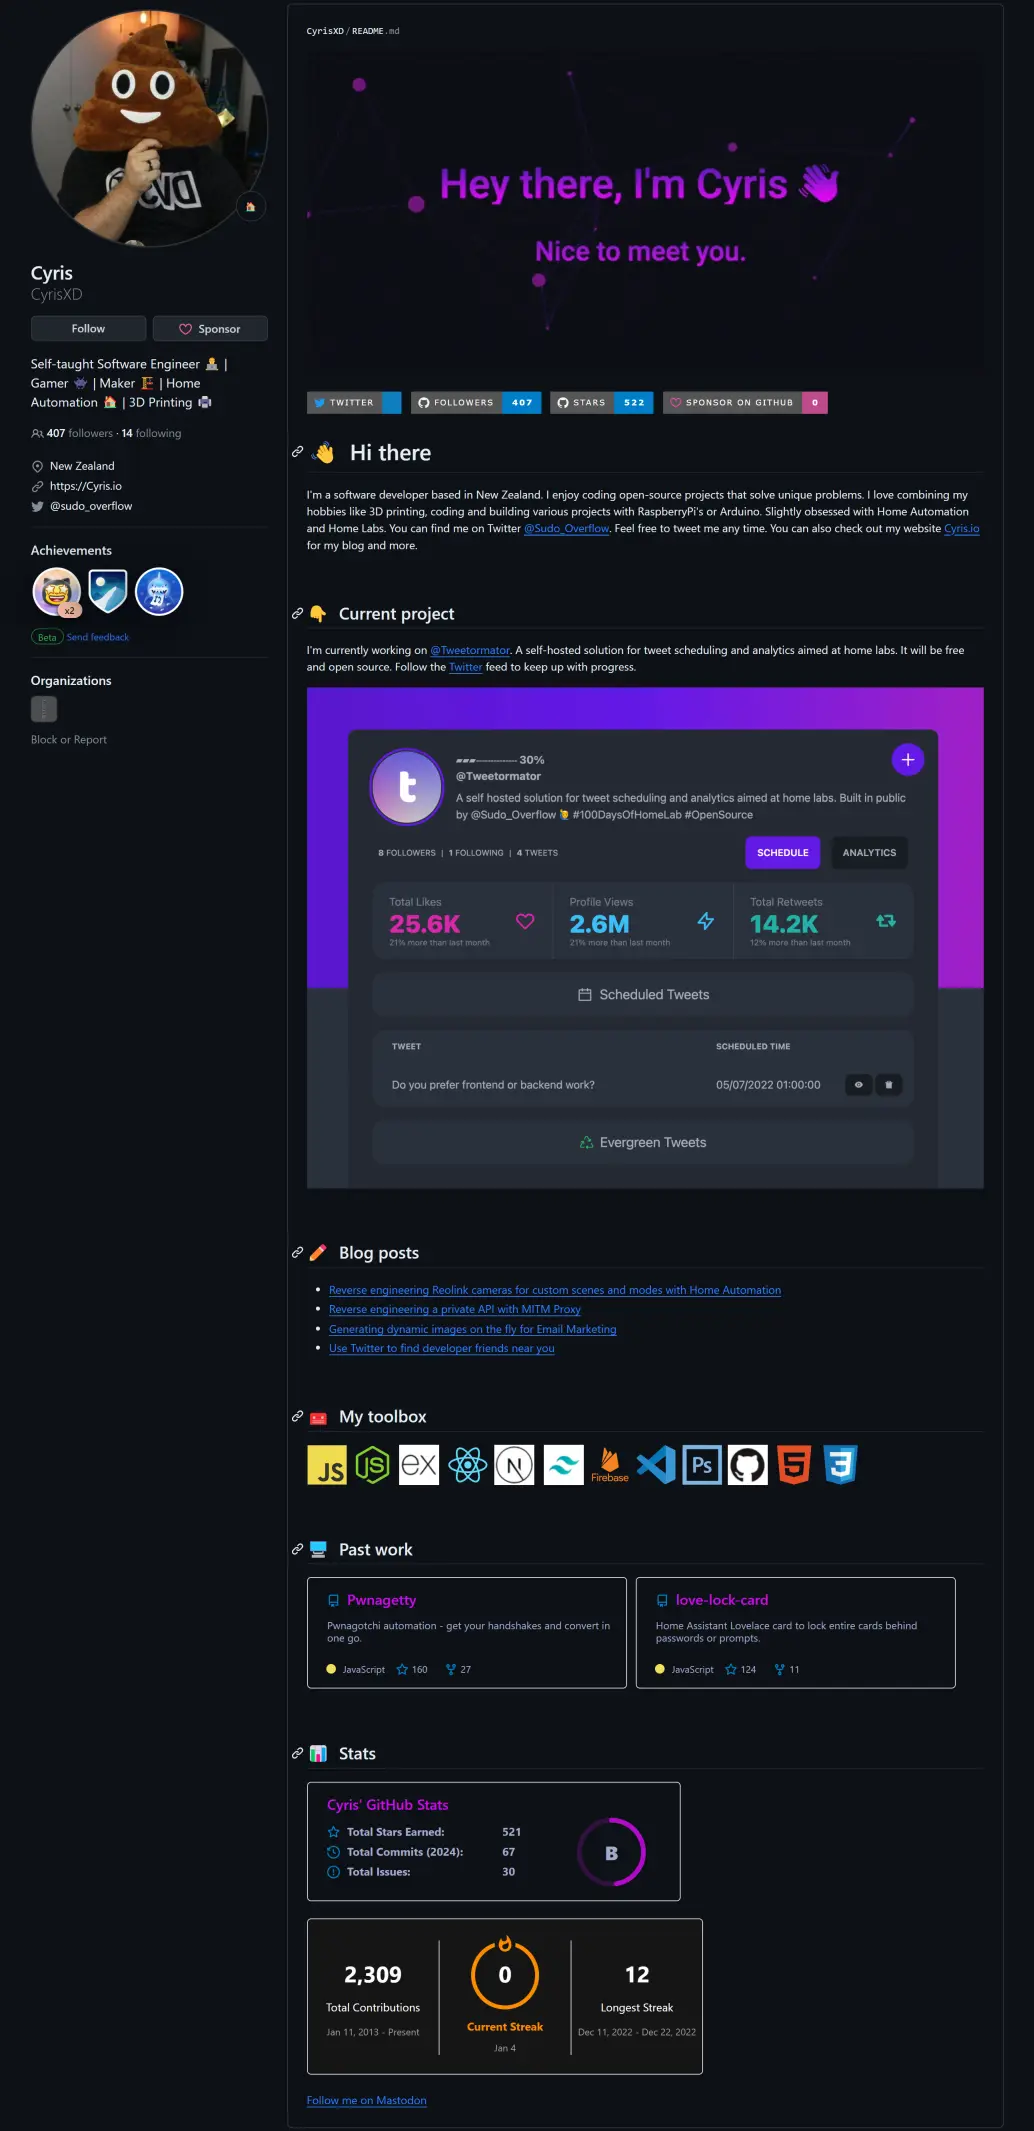 Cyris
CyrisXD
Follow
Sponsor
Self-taught Software Engineer 👨‍💻 |
Gamer 👾 | Maker 🏗️ | Home
Automation 🏠 | 3D Printing 🖨️
407 followers · 14 following
New Zealand
https://Cyris.io
@sudo_overflow
Achievements
x2
Beta Send feedback
Organizations
Block or Report
CyrisXD / README.md
Hey there, I'm Cyris 👋
Nice to meet you.
TWITTER
FOLLOWERS 407
STARS 522
SPONSOR ON GITHUB 0
👋 Hi there
I'm a software developer based in New Zealand. I enjoy coding open-source projects that solve unique problems. I love combining my
hobbies like 3D printing, coding and building various projects with RaspberryPi's or Arduino. Slightly obsessed with Home Automation
and Home Labs. You can find me on Twitter @Sudo_Overflow. Feel free to tweet me any time. You can also check out my website Cyris.io
for my blog and more.
👇 Current project
I'm currently working on @Tweetormator. A self-hosted solution for tweet scheduling and analytics aimed at home labs. It will be free
and open source. Follow the Twitter feed to keep up with progress.
t
30%
@Tweetormator
A self hosted solution for tweet scheduling and analytics aimed at home labs. Built in public
by @Sudo_Overflow 🙋 #100DaysOfHomeLab #OpenSource
8 FOLLOWERS | 1 FOLLOWING | 4 TWEETS
SCHEDULE
ANALYTICS
Total Likes
25.6K
21% more than last month
Profile Views
2.6M
21% more than last month
Total Retweets
14.2K
12% more than last month
Scheduled Tweets
TWEET
SCHEDULED TIME
Do you prefer frontend or backend work?
05/07/2022 01:00:00
Evergreen Tweets
✏️ Blog posts
Reverse engineering Reolink cameras for custom scenes and modes with Home Automation
Reverse engineering a private API with MITM Proxy
Generating dynamic images on the fly for Email Marketing
Use Twitter to find developer friends near you
🧰 My toolbox
JS
JS
ex
N
Firebase
Ps
5
3
🖥️ Past work
Pwnagetty
Pwnagotchi automation - get your handshakes and convert in
one go.
JavaScript 160 27
love-lock-card
Home Assistant Lovelace card to lock entire cards behind
passwords or prompts.
JavaScript 124 11
📊 Stats
Cyris' GitHub Stats
Total Stars Earned: 521
Total Commits (2024): 67
Total Issues: 30
B
2,309
Total Contributions
Jan 11, 2013 - Present
0
Current Streak
Jan 4
12
Longest Streak
Dec 11, 2022 - Dec 22, 2022
Follow me on Mastodon